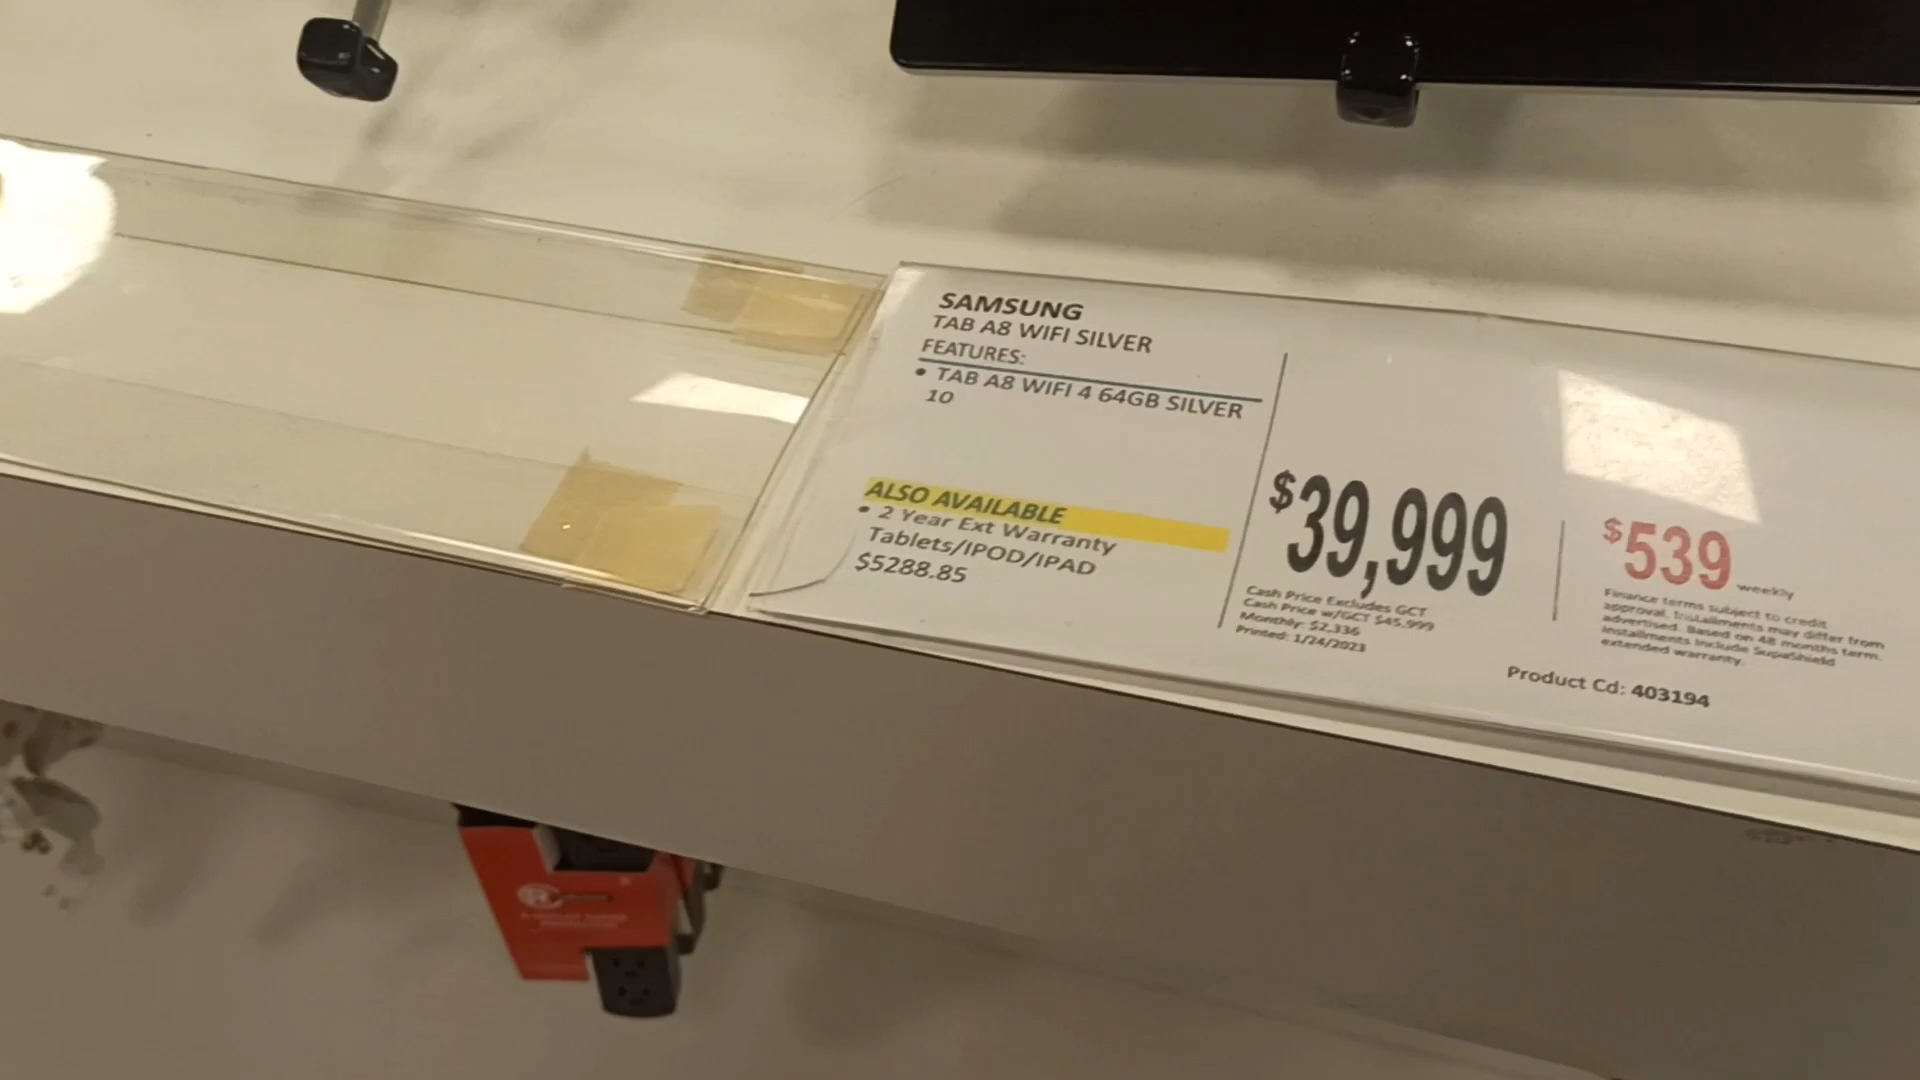 SAMSUNG
TAB A8 WIFI SILVER
FEATURES:
• TAB A8 WIFI 4 64GB SILVER
10
ALSO AVAILABLE
• 2 Year Ext Warranty
Tablets/IPOD/IPAD
$5288.85
$39,999
Cash Price Excludes GCT
Cash Price w/GCT $45,999
Monthly: $2,336
Printed: 1/24/2023
$539 weekly
Finance terms subject to credit
approval. Installments may differ from
advertised. Based on 48 months term.
Installments include SupaShield
extended warranty.
Product Cd: 403194